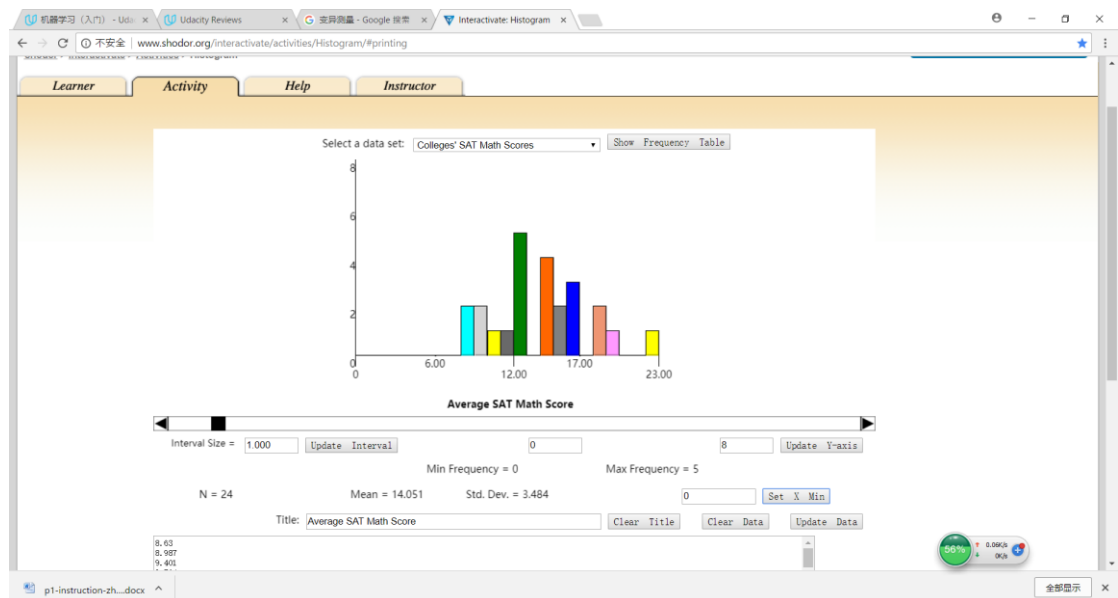 机器学习（入门） - Uda
Udacity Reviews
变异测量 - Google 搜索
Interactivate: Histogram
不安全 | www.shodor.org/interactivate/activities/Histogram/#printing
Learner
Activity
Help
Instructor
Select a data set:
Colleges' SAT Math Scores
Show Frequency Table
8
6
4
2
0
0
6.00
12.00
17.00
23.00
Average SAT Math Score
Interval Size =
1.000
Update Interval
0
8
Update Y-axis
Min Frequency = 0
Max Frequency = 5
N = 24
Mean = 14.051
Std. Dev. = 3.484
0
Set X Min
Title:
Average SAT Math Score
Clear Title
Clear Data
Update Data
8.63
8.987
9.401
56%
0.06K/s
0K/s
p1-instruction-zh....docx
全部显示